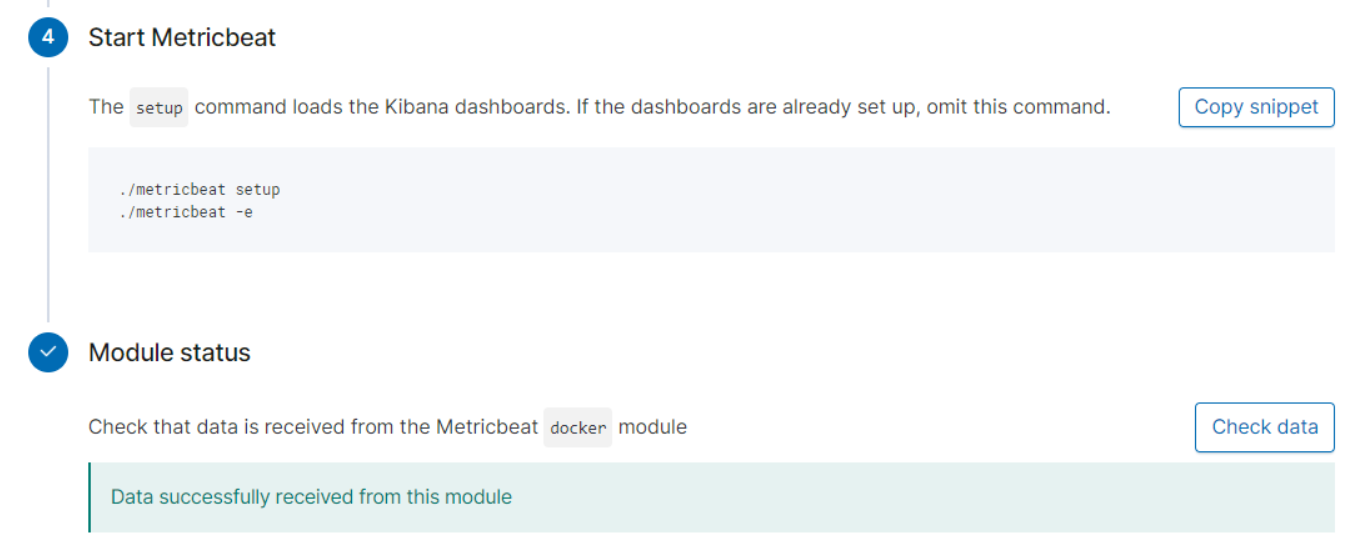 4 Start Metricbeat
The setup command loads the Kibana dashboards. If the dashboards are already set up, omit this command. Copy snippet
./metricbeat setup
./metricbeat -e
Module status
Check that data is received from the Metricbeat docker module Check data
Data successfully received from this module